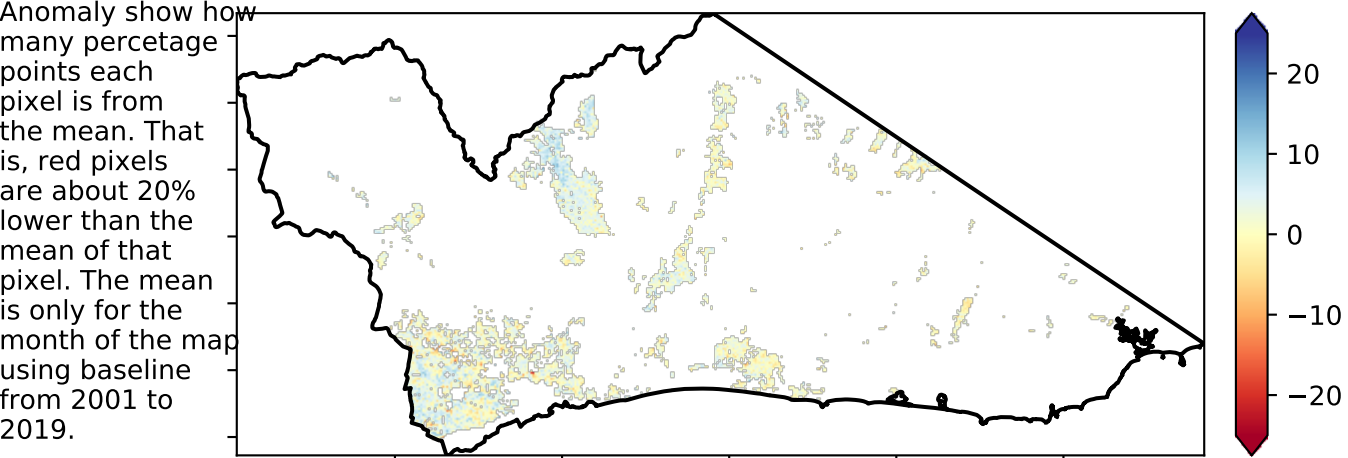 Anomaly show how
many percetage
points each
pixel is from
the mean. That
is, red pixels
are about 20%
lower than the
mean of that
pixel. The mean
is only for the
month of the map
using baseline
from 2001 to
2019.
20
10
0
−10
−20